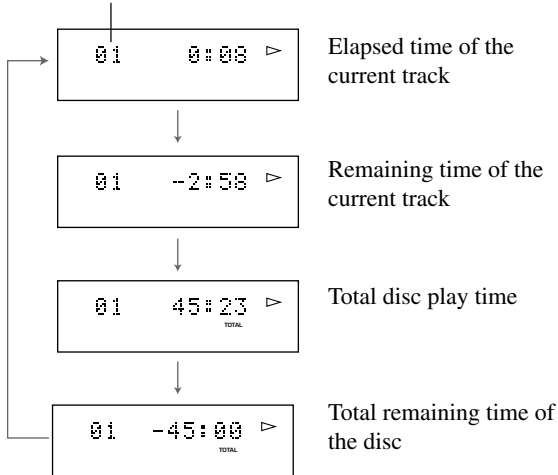 01 0:08
Elapsed time of the
current track
01 -2:58
Remaining time of the
current track
01 45:23
TOTAL
Total disc play time
01 -45:00
TOTAL
Total remaining time of
the disc